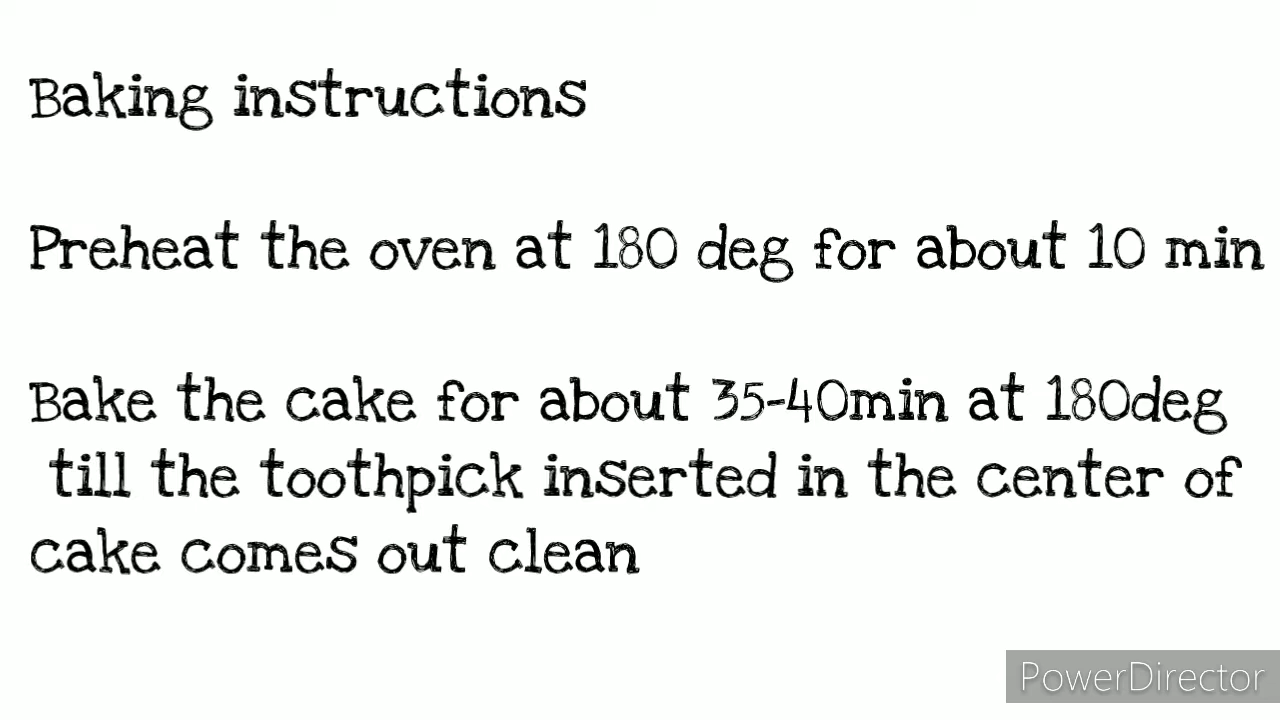 Baking instructions
Preheat the oven at 180 deg for about 10 min
Bake the cake for about 35-40min at 180deg
till the toothpick inserted in the center of
cake comes out clean
PowerDirector